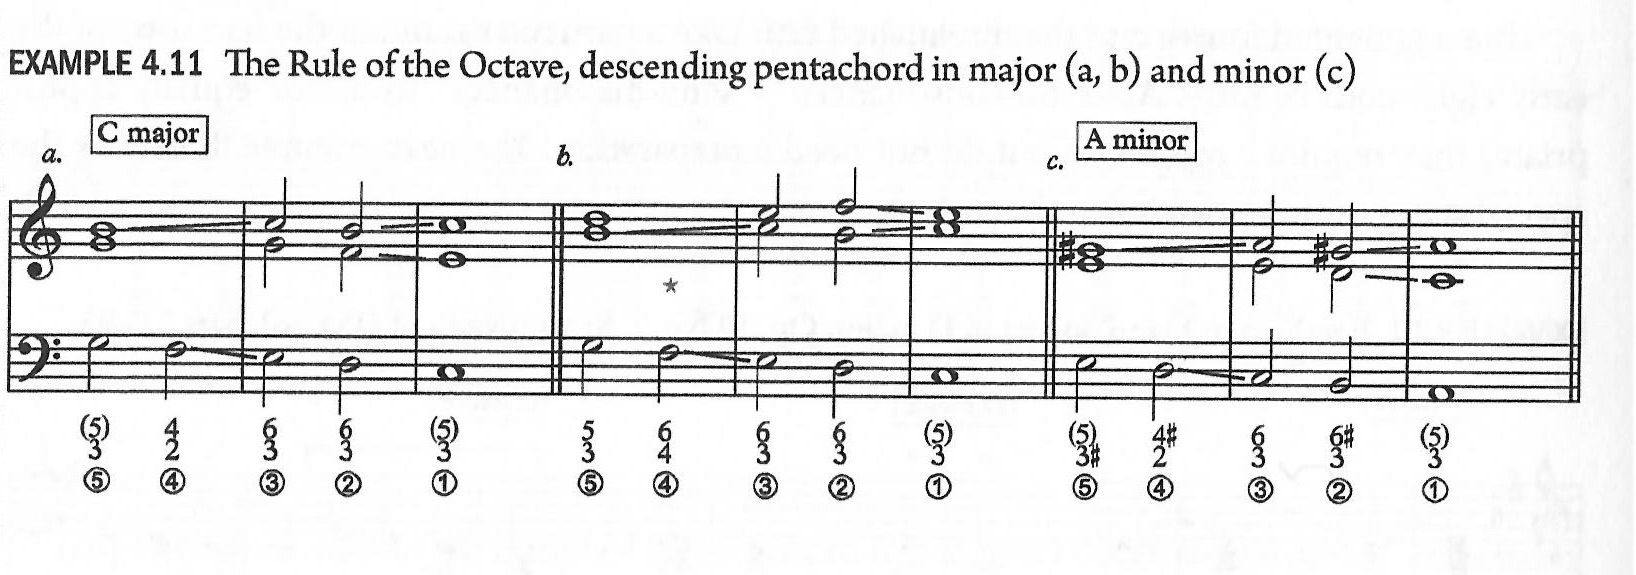 EXAMPLE 4.11 The Rule of the Octave, descending pentachord in major (a, b) and minor (c)
C major A minor
a. b. c.
*
(5) 4 6 6 (5) 5 6 6 6 (5) (5) 4# 6 6# (5)
3 2 3 3 3 3 4 3 3 3 3# 2 3 3 3
⑤ ④ ③ ② ① ⑤ ④ ③ ② ① ⑤ ④ ③ ② ①